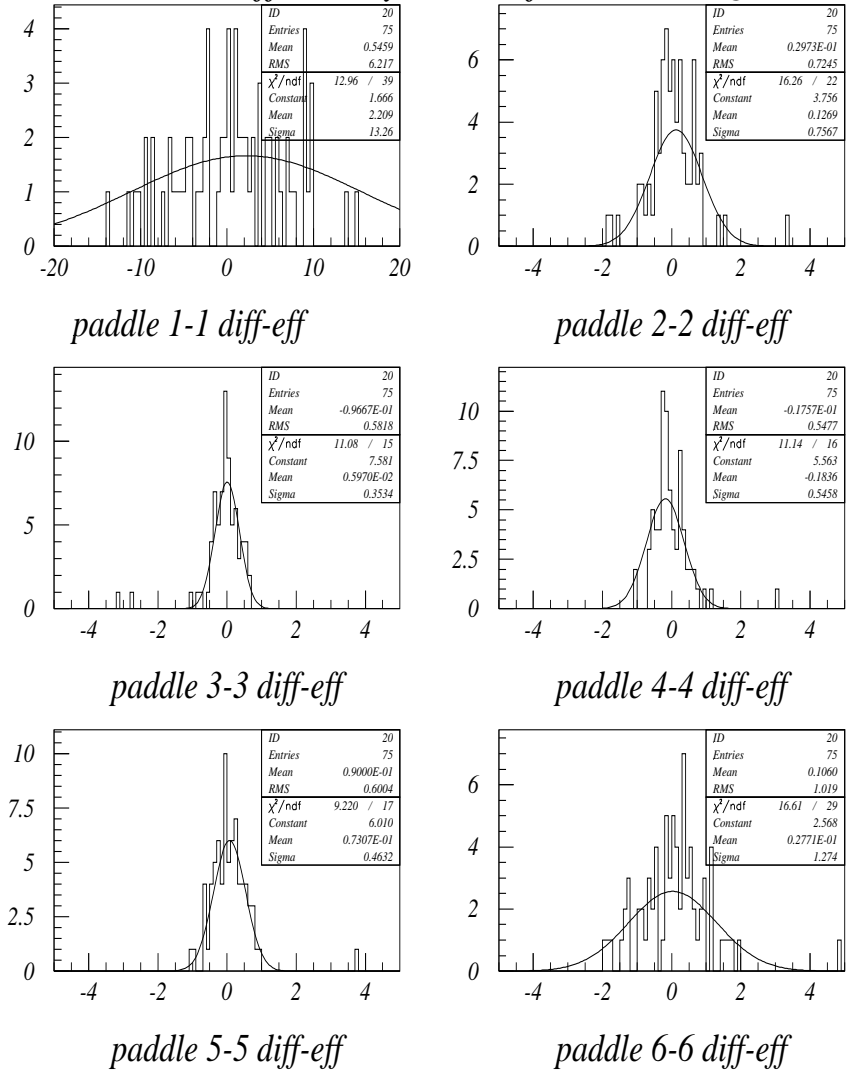 ID 20
Entries 75
Mean 0.5459
RMS 6.217
χ²/ndf 12.96 / 39
Constant 1.666
Mean 2.209
Sigma 13.26
4
3
2
1
0
-20 -10 0 10 20
paddle 1-1 diff-eff
ID 20
Entries 75
Mean 0.2973E-01
RMS 0.7245
χ²/ndf 16.26 / 22
Constant 3.756
Mean 0.1269
Sigma 0.7567
6
4
2
0
-4 -2 0 2 4
paddle 2-2 diff-eff
ID 20
Entries 75
Mean -0.9667E-01
RMS 0.5818
χ²/ndf 11.08 / 15
Constant 7.581
Mean 0.5970E-02
Sigma 0.3534
10
5
0
-4 -2 0 2 4
paddle 3-3 diff-eff
ID 20
Entries 75
Mean -0.1757E-01
RMS 0.5477
χ²/ndf 11.14 / 16
Constant 5.563
Mean -0.1836
Sigma 0.5458
10
7.5
5
2.5
0
-4 -2 0 2 4
paddle 4-4 diff-eff
ID 20
Entries 75
Mean 0.9000E-01
RMS 0.6004
χ²/ndf 9.220 / 17
Constant 6.010
Mean 0.7307E-01
Sigma 0.4632
10
7.5
5
2.5
0
-4 -2 0 2 4
paddle 5-5 diff-eff
ID 20
Entries 75
Mean 0.1060
RMS 1.019
χ²/ndf 16.61 / 29
Constant 2.568
Mean 0.2771E-01
Sigma 1.274
6
4
2
0
-4 -2 0 2 4
paddle 6-6 diff-eff